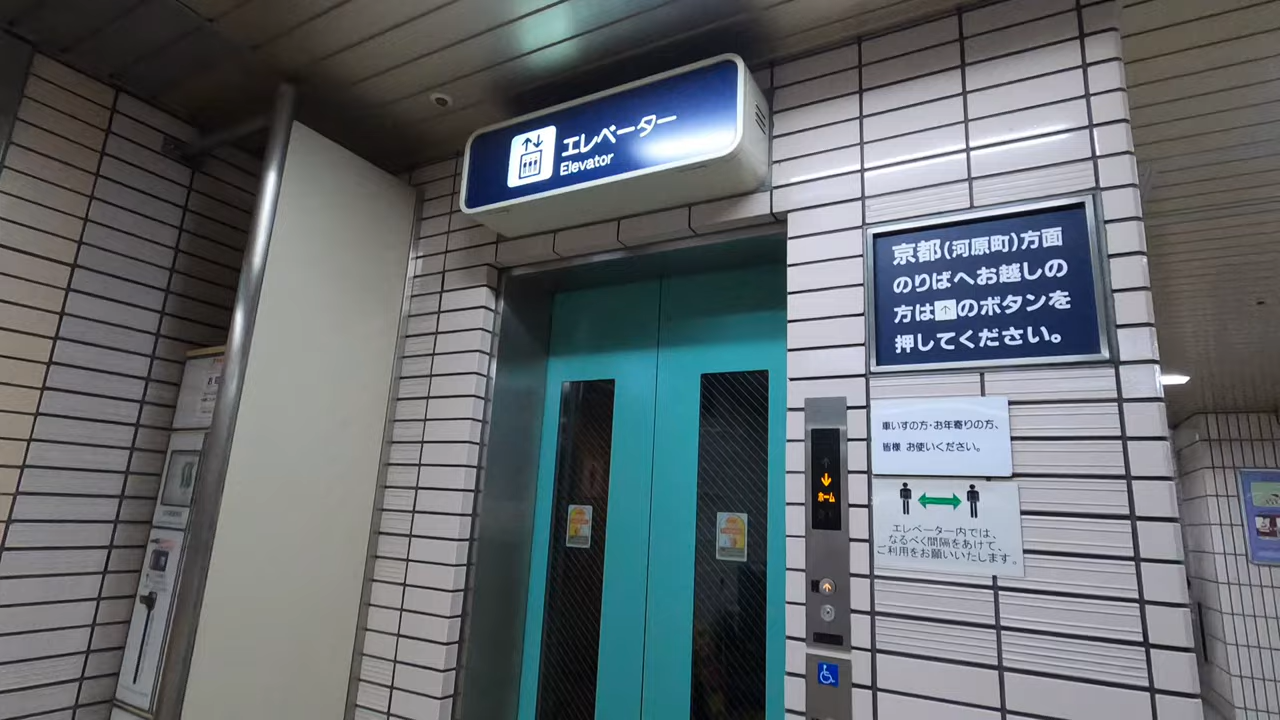 エレベーター
Elevator
京都(河原町)方面
のりばへお越しの
方は↑のボタンを
押してください。
車いすの方・お年寄りの方、
皆様 お使いください。
ホーム
エレベーター内では、
なるべく間隔をあけて、
ご利用をお願いいたします。